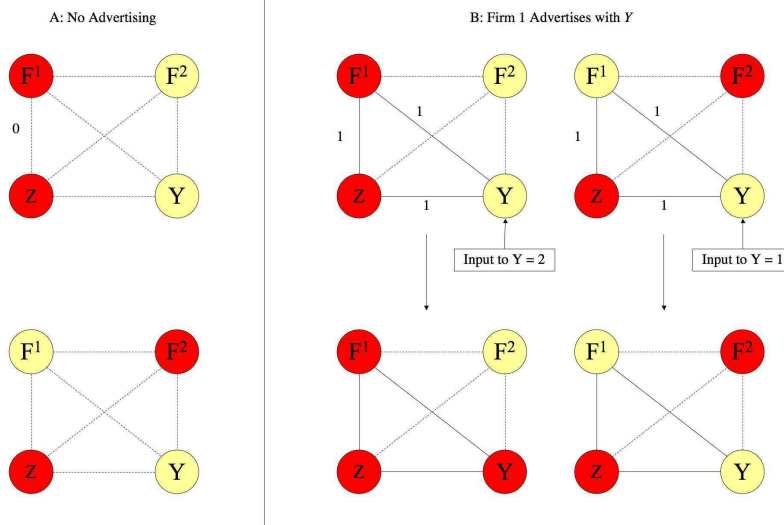 A: No Advertising
B: Firm 1 Advertises with Y
F¹ F²
0
Z Y
F¹ F²
1
1
Z Y
1
Input to Y = 2
F¹ F²
1
1
Z Y
1
Input to Y = 1
F¹ F²
Z Y
F¹ F²
Z Y
F¹ F²
Z Y